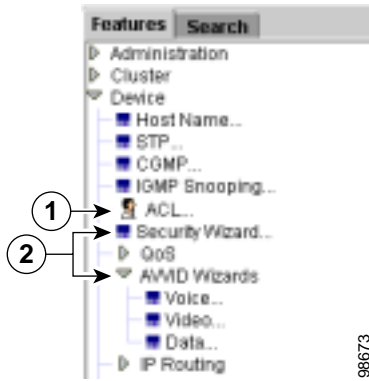 Features Search
Administration
Cluster
Device
Host Name...
STP...
CGMP...
IGMP Snooping...
1 ACL...
2 Security Wizard...
QoS
AVVID Wizards
Voice...
Video...
Data...
IP Routing
98673